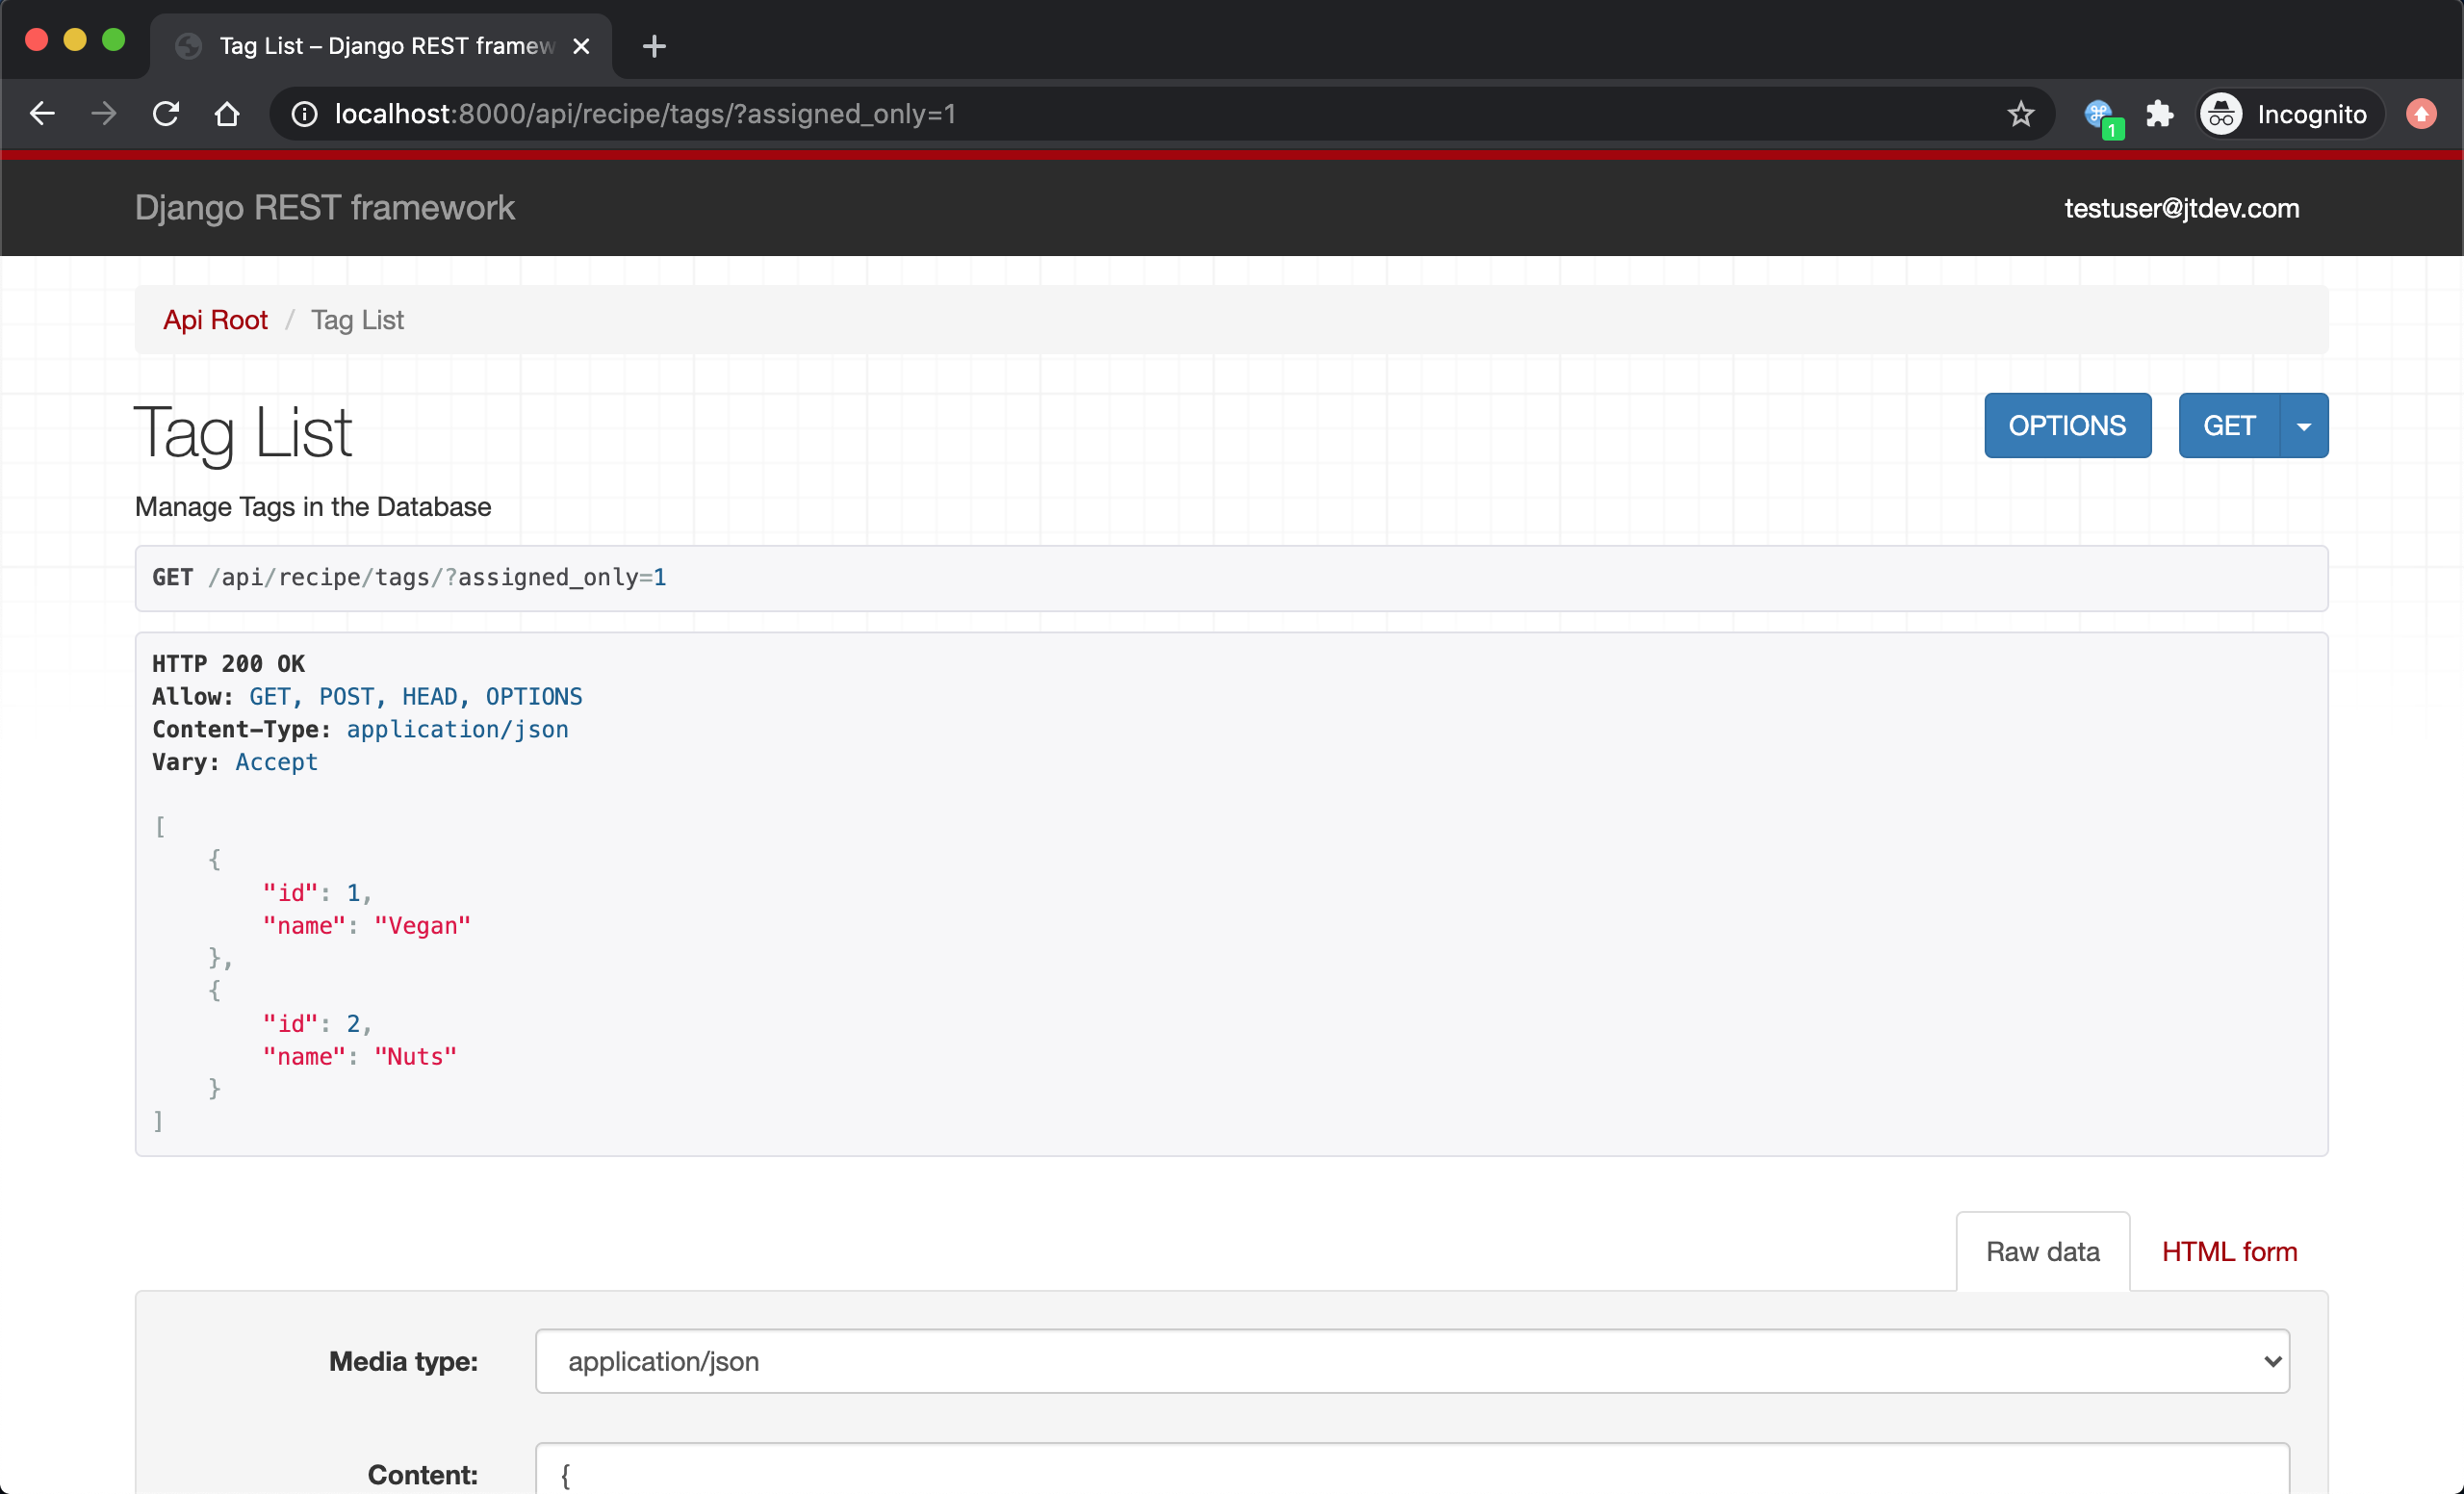 Tag List – Django REST framew
localhost:8000/api/recipe/tags/?assigned_only=1
1
Incognito
Django REST framework
testuser@jtdev.com
Api Root / Tag List
Tag List
OPTIONS
GET
Manage Tags in the Database
GET /api/recipe/tags/?assigned_only=1
HTTP 200 OK
Allow: GET, POST, HEAD, OPTIONS
Content-Type: application/json
Vary: Accept
[
    {
        "id": 1,
        "name": "Vegan"
    },
    {
        "id": 2,
        "name": "Nuts"
    }
]
Raw data
HTML form
Media type:
application/json
Content:
{